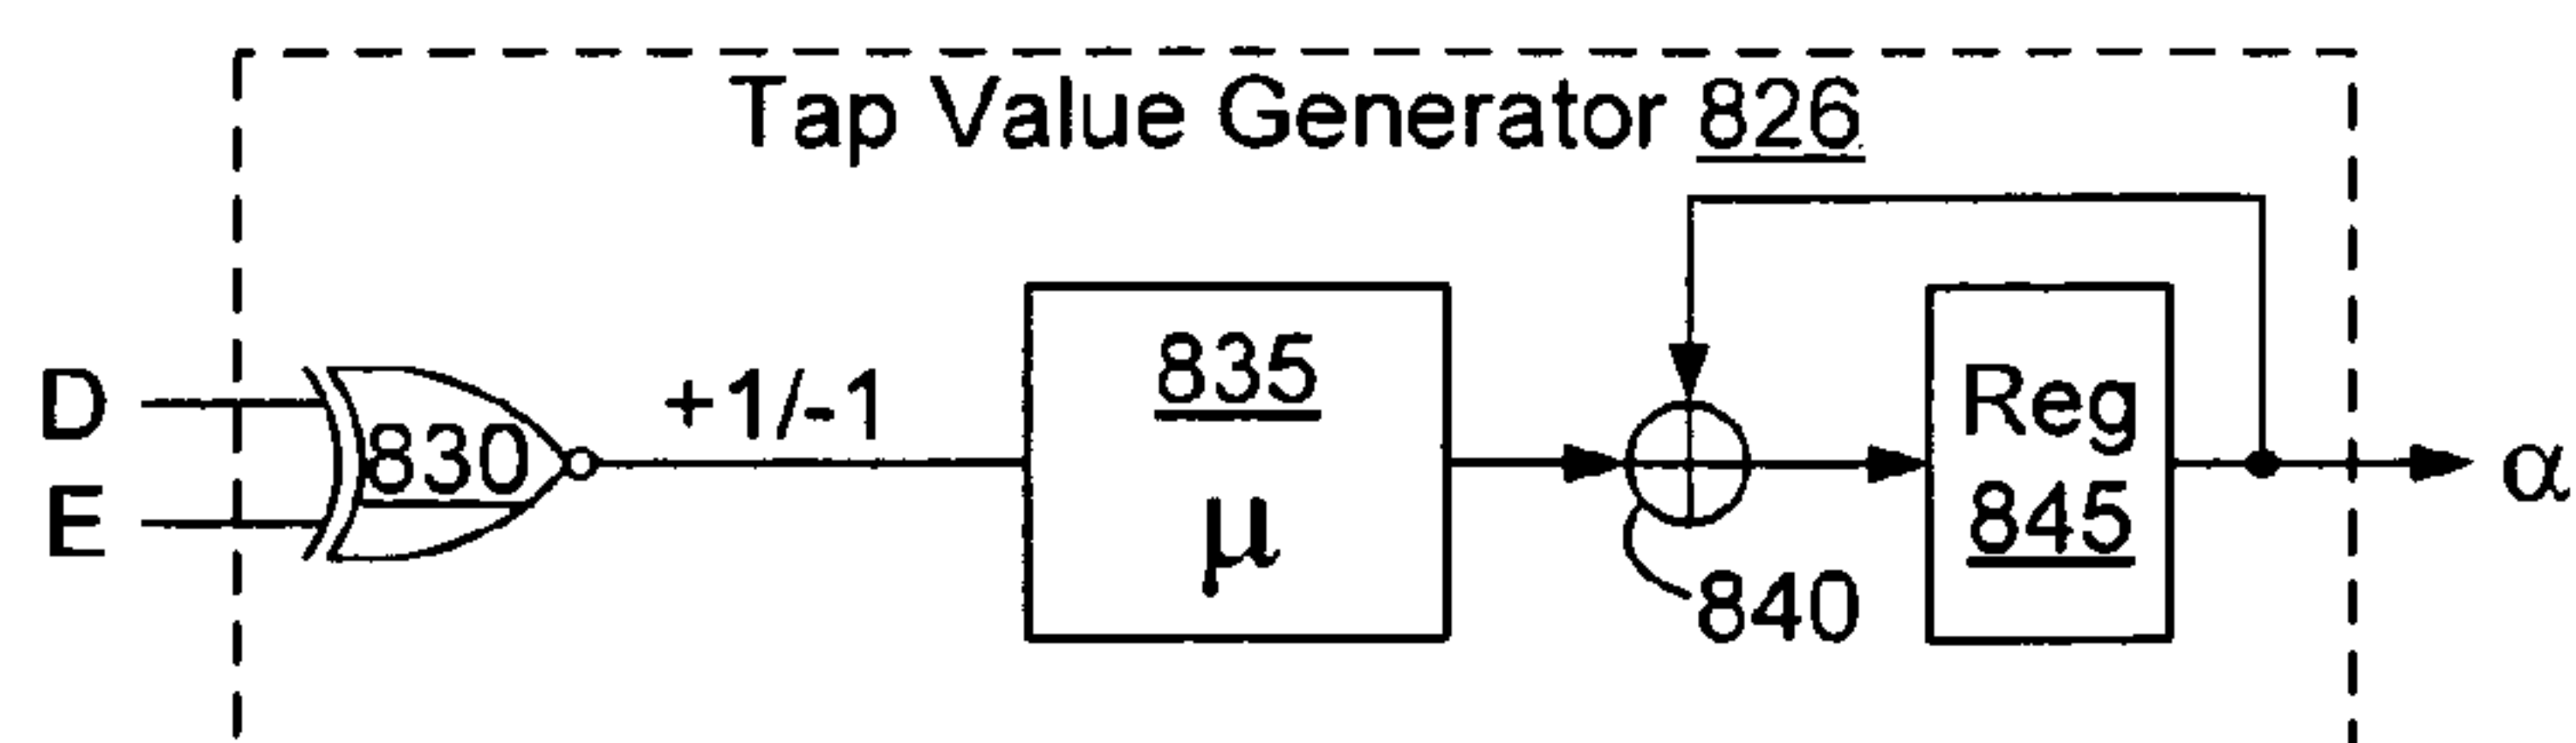 Tap Value Generator 826
D
E
830
+1/-1
835
μ
840
Reg
845
α